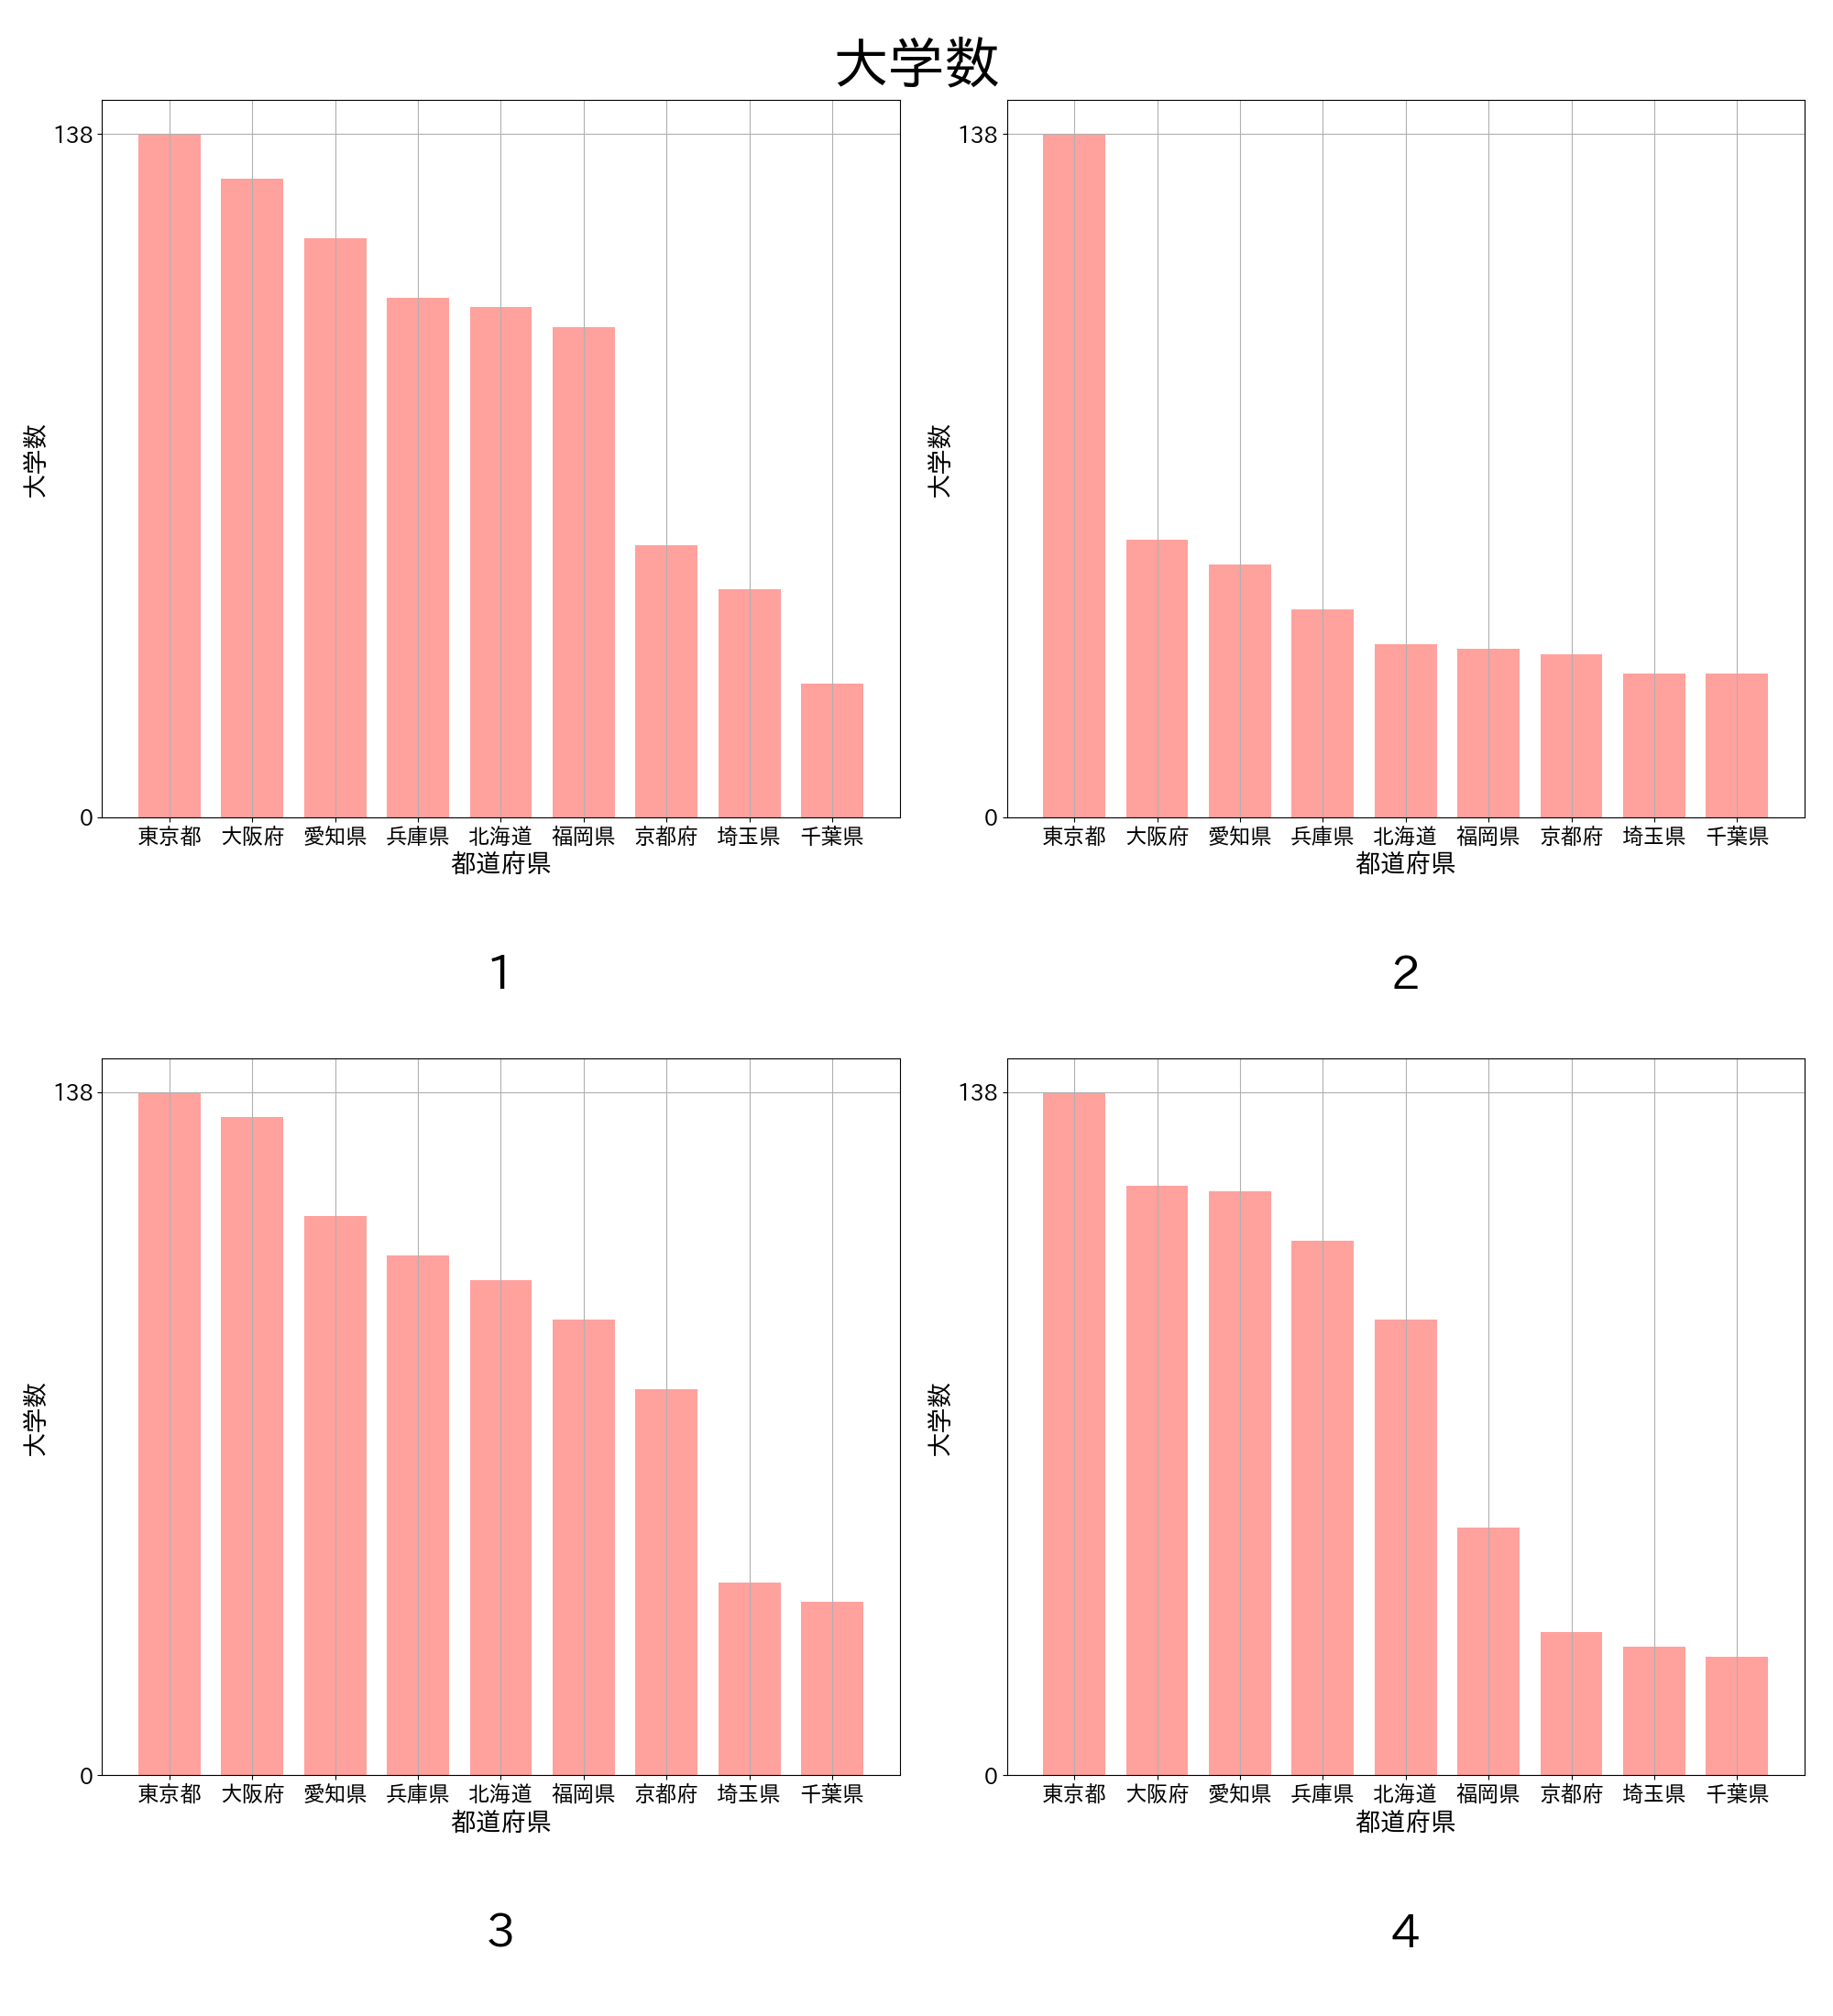 大学数
138
0
大学数
東京都 大阪府 愛知県 兵庫県 北海道 福岡県 京都府 埼玉県 千葉県
都道府県
1
138
0
大学数
東京都 大阪府 愛知県 兵庫県 北海道 福岡県 京都府 埼玉県 千葉県
都道府県
2
138
0
大学数
東京都 大阪府 愛知県 兵庫県 北海道 福岡県 京都府 埼玉県 千葉県
都道府県
3
138
0
大学数
東京都 大阪府 愛知県 兵庫県 北海道 福岡県 京都府 埼玉県 千葉県
都道府県
4